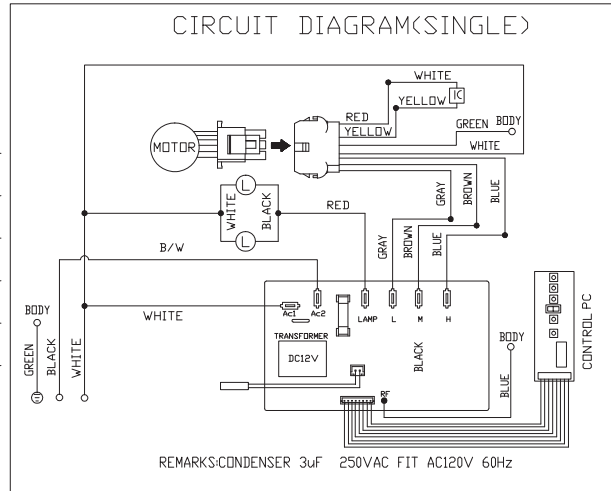 CIRCUIT DIAGRAM(SINGLE)
WHITE
IC
YELLOW
RED
YELLOW
GREEN
BODY
WHITE
MOTOR
L
WHITE
BLACK
L
RED
GRAY
BROWN
BLUE
B/W
GRAY
BROWN
BLUE
WHITE
Ac1
Ac2
LAMP
L
M
H
TRANSFORMER
DC12V
BLACK
BODY
BLUE
CONTROL PC
RF
BODY
GREEN
BLACK
WHITE
REMARKS:CONDENSER 3uF 250VAC FIT AC120V 60Hz